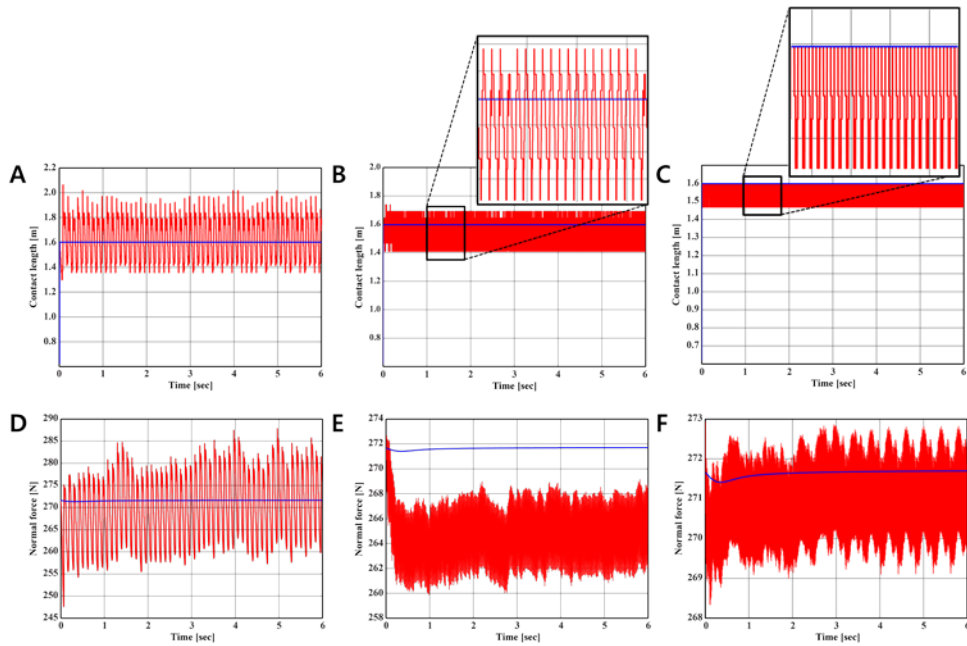 A
Contact length [m]
2.2
2.0
1.8
1.6
1.4
1.2
1.0
0.8
0 1 2 3 4 5 6
Time [sec]
B
Contact length [m]
2.0
1.8
1.6
1.4
1.2
1.0
0.8
0 1 2 3 4 5 6
Time [sec]
C
Contact length [m]
1.6
1.5
1.4
1.3
1.2
1.1
1.0
0.9
0.8
0.7
0 1 2 3 4 5 6
Time [sec]
D
Normal force [N]
290
285
280
275
270
265
260
255
250
245
0 1 2 3 4 5 6
Time [sec]
E
Normal force [N]
274
272
270
268
266
264
262
260
258
0 1 2 3 4 5 6
Time [sec]
F
Normal force [N]
273
272
271
270
269
268
0 1 2 3 4 5 6
Time [sec]